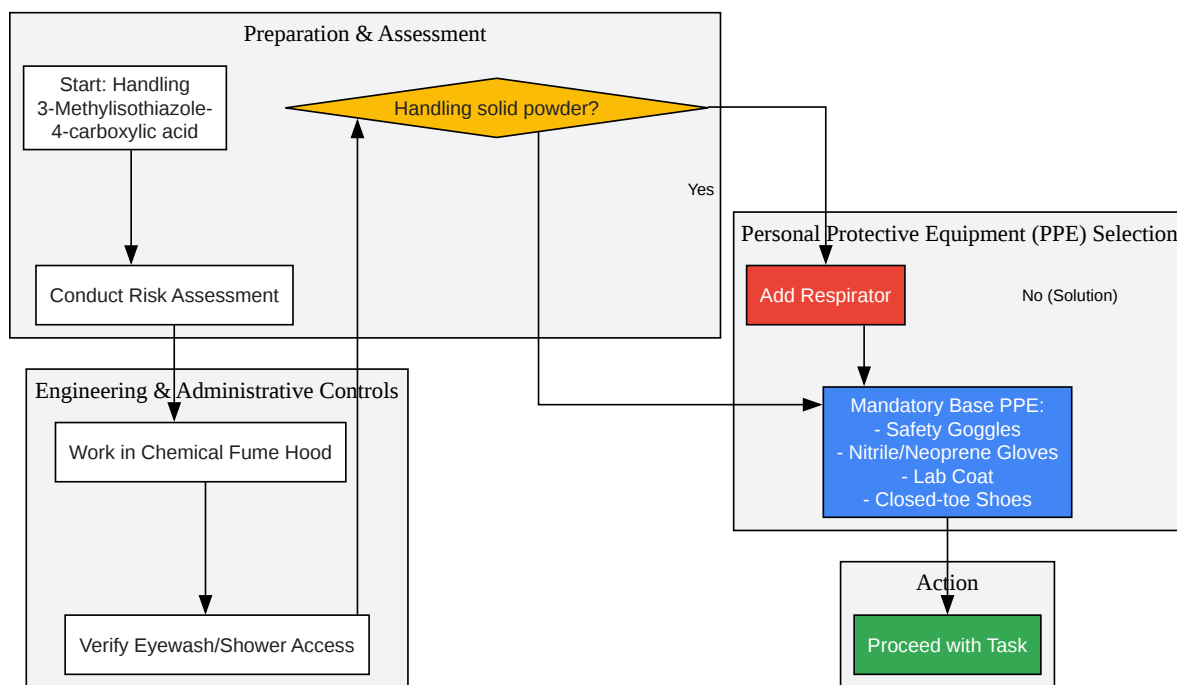 Preparation & Assessment
Start: Handling
3-Methylisothiazole-
4-carboxylic acid
Handling solid powder?
Yes
Conduct Risk Assessment
Personal Protective Equipment (PPE) Selection
Add Respirator
No (Solution)
Engineering & Administrative Controls
Work in Chemical Fume Hood
Verify Eyewash/Shower Access
Mandatory Base PPE:
- Safety Goggles
- Nitrile/Neoprene Gloves
- Lab Coat
- Closed-toe Shoes
Action
Proceed with Task